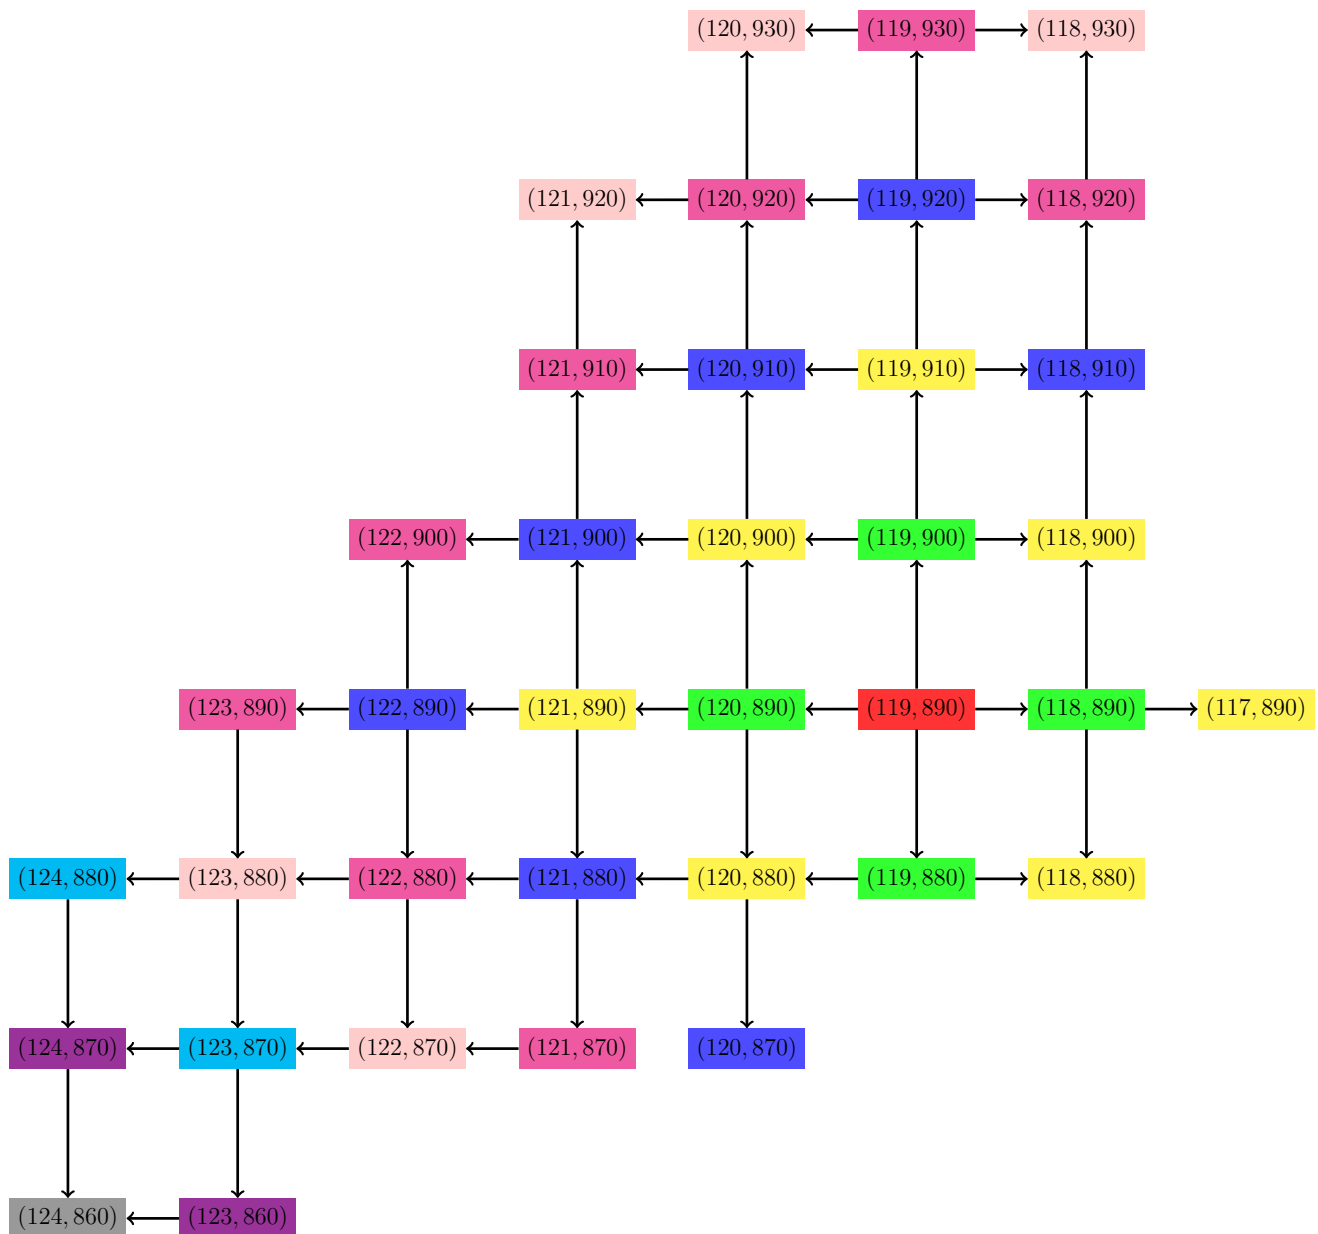 (120, 930) (119, 930) (118, 930)
(121, 920) (120, 920) (119, 920) (118, 920)
(121, 910) (120, 910) (119, 910) (118, 910)
(122, 900) (121, 900) (120, 900) (119, 900) (118, 900)
(123, 890) (122, 890) (121, 890) (120, 890) (119, 890) (118, 890) (117, 890)
(124, 880) (123, 880) (122, 880) (121, 880) (120, 880) (119, 880) (118, 880)
(124, 870) (123, 870) (122, 870) (121, 870) (120, 870)
(124, 860) (123, 860)